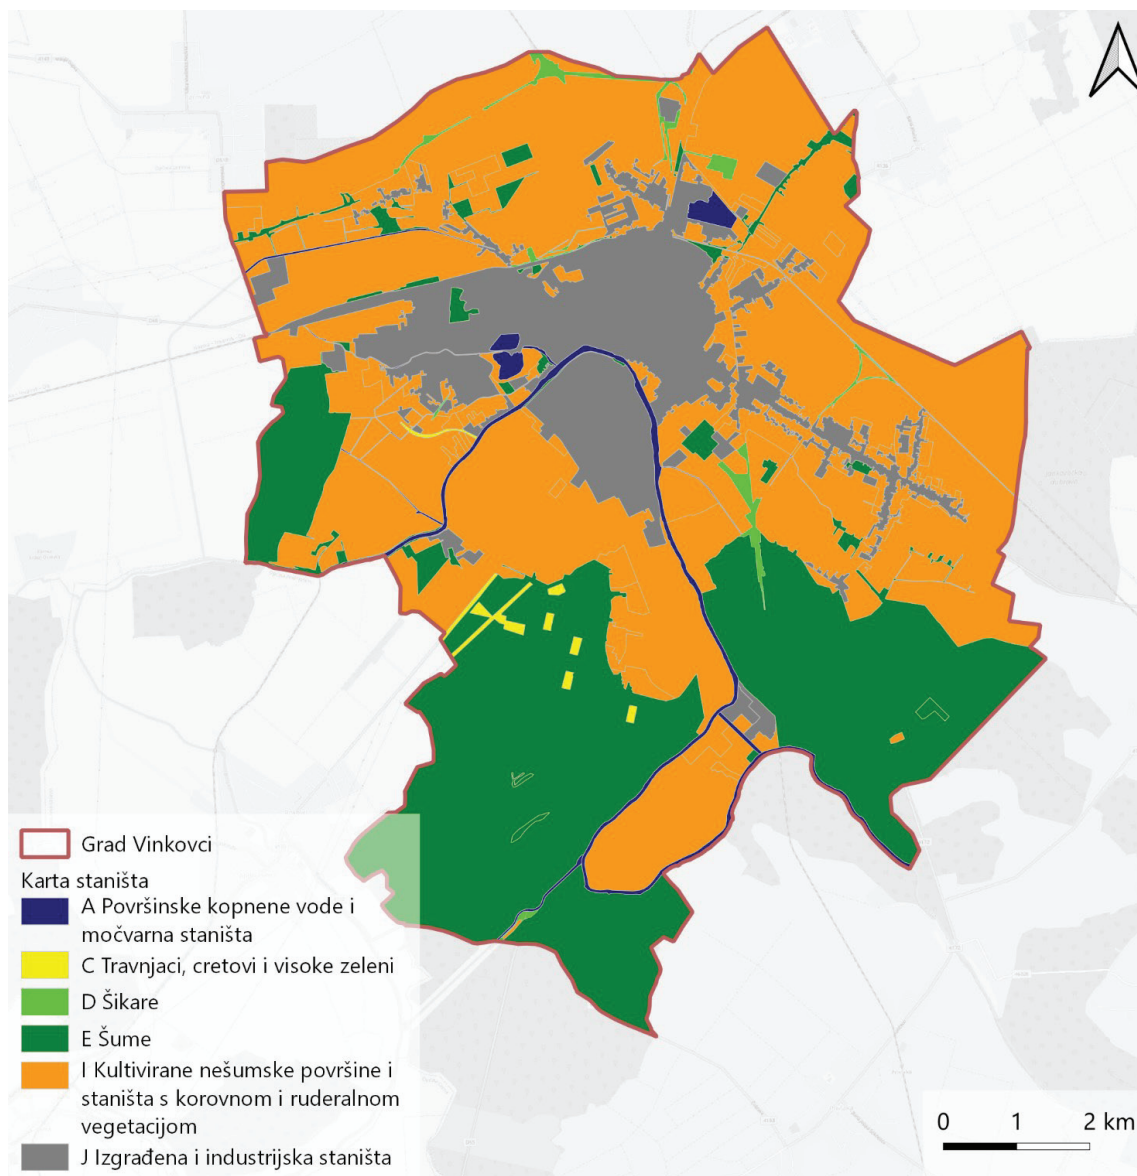 Grad Vinkovci
Karta staništa
A Površinske kopnene vode i
močvarna staništa
C Travnjaci, cretovi i visoke zeleni
D Šikare
E Šume
I Kultivirane nešumske površine i
staništa s korovnom i ruderalnom
vegetacijom
J Izgrađena i industrijska staništa
0 1 2 km